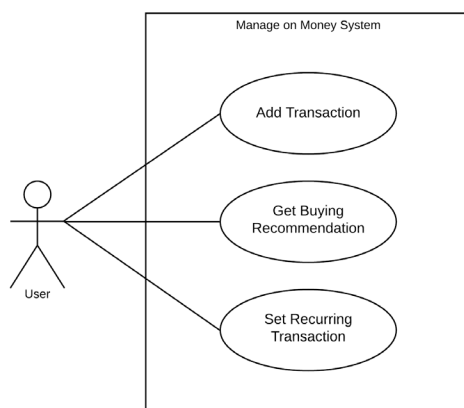 Manage on Money System
Add Transaction
Get Buying
Recommendation
User
Set Recurring
Transaction